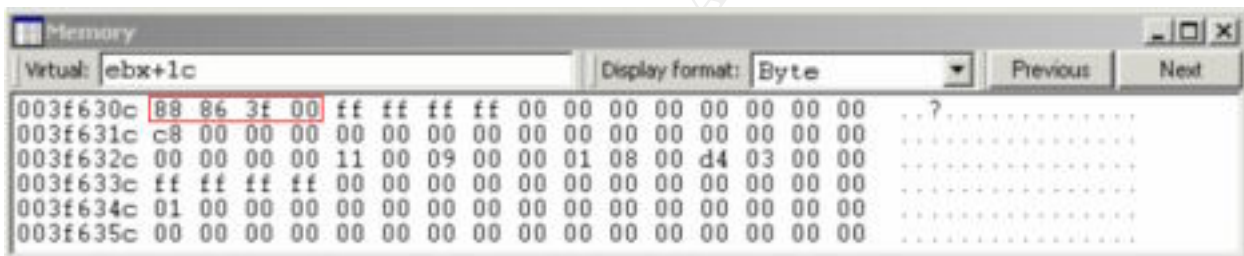 Memory
Virtual: ebx+1c Display format: Byte Previous Next
003f630c 88 86 3f 00 ff ff ff ff 00 00 00 00 00 00 00 00 ..?.............
003f631c c8 00 00 00 00 00 00 00 00 00 00 00 00 00 00 00 ................
003f632c 00 00 00 00 11 00 09 00 00 01 08 00 d4 03 00 00 ................
003f633c ff ff ff ff 00 00 00 00 00 00 00 00 00 00 00 00 ................
003f634c 01 00 00 00 00 00 00 00 00 00 00 00 00 00 00 00 ................
003f635c 00 00 00 00 00 00 00 00 00 00 00 00 00 00 00 00 ................